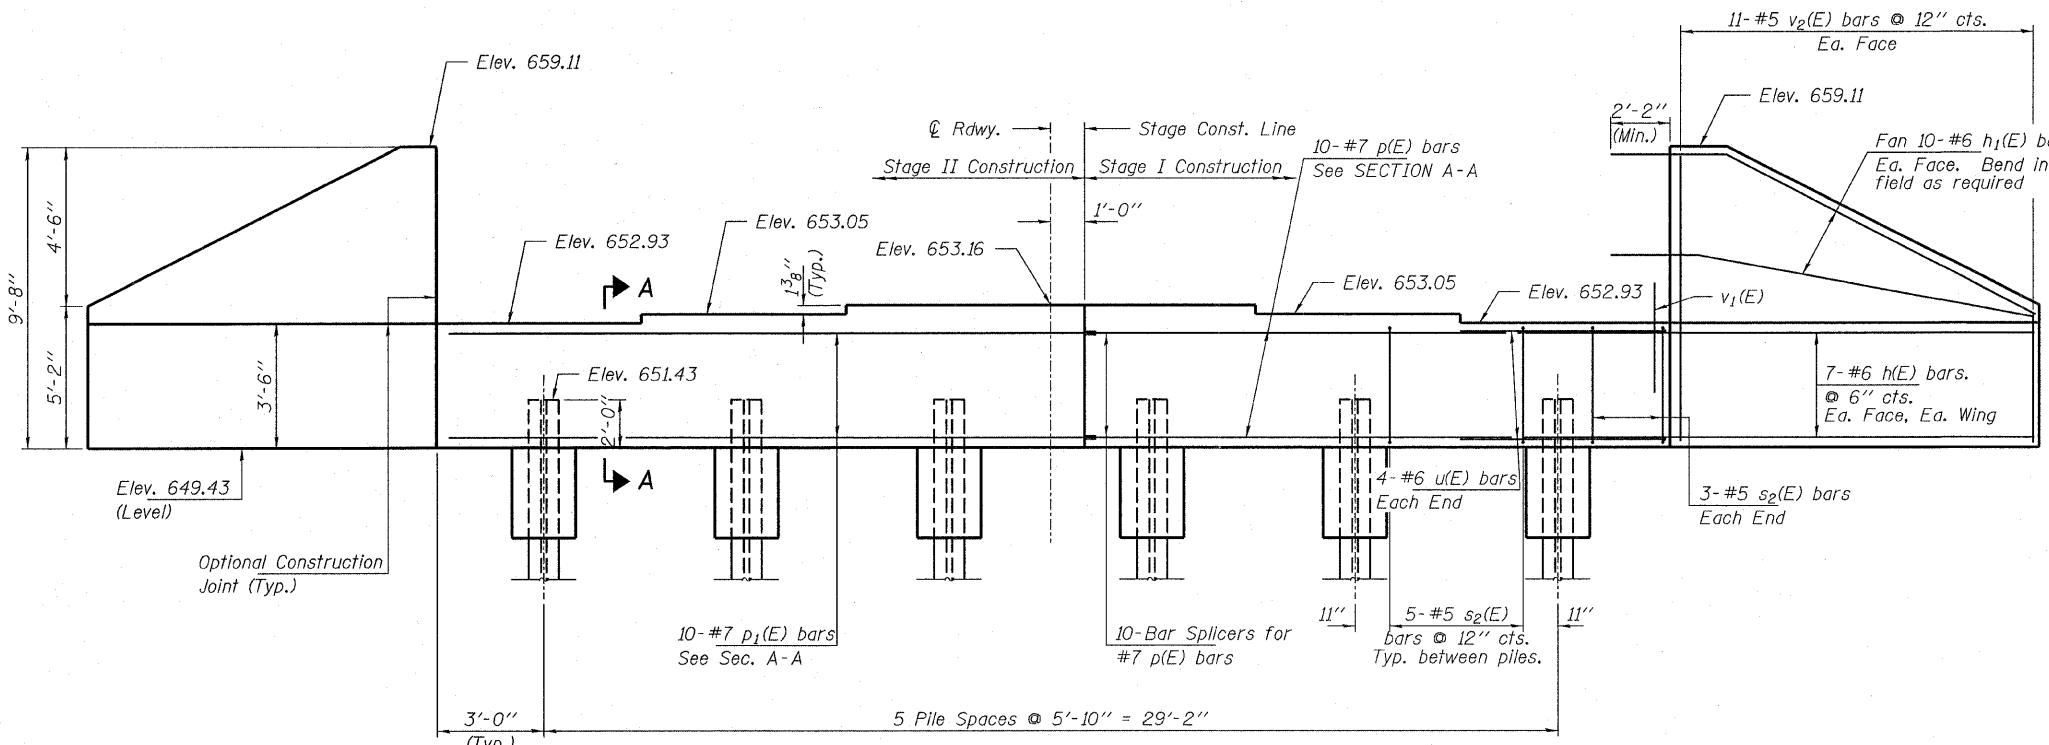 11-#5 v2(E) bars @ 12" cts.
Ea. Face
Elev. 659.11
Elev. 659.11
2'-2"
(Min.)
℄ Rdwy.
Stage Const. Line
Fan 10-#6 h1(E) b
Ea. Face. Bend in
field as required
10-#7 p(E) bars
See SECTION A-A
Stage II Construction
Stage I Construction
1'-0"
4'-6"
9'-8"
5'-2"
Elev. 652.93
Elev. 653.05
Elev. 653.16
1 3/8"
(Typ.)
A
Elev. 653.05
Elev. 652.93
v1(E)
3'-6"
Elev. 651.43
2'-0"
7-#6 h(E) bars.
@ 6" cts.
Ea. Face, Ea. Wing
A
Elev. 649.43
(Level)
4-#6 u(E) bars
Each End
3-#5 s2(E) bars
Each End
Optional Construction
Joint (Typ.)
10-#7 p1(E) bars
See Sec. A-A
10-Bar Splicers for
#7 p(E) bars
11"
5-#5 s2(E)
bars @ 12" cts.
Typ. between piles.
11"
3'-0"
(Typ.)
5 Pile Spaces @ 5'-10" = 29'-2"